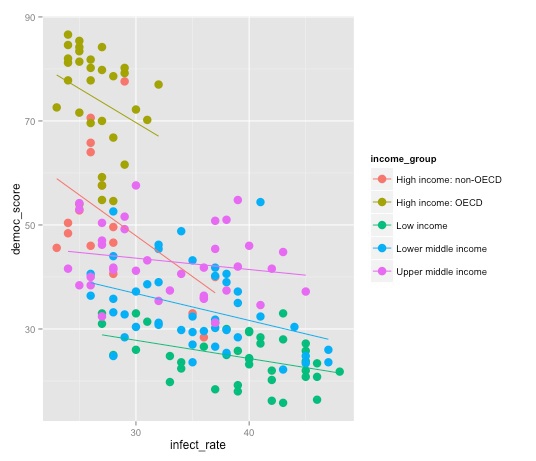 90
70
50
30
democ_score
30
40
infect_rate
income_group
High income: non-OECD
High income: OECD
Low income
Lower middle income
Upper middle income